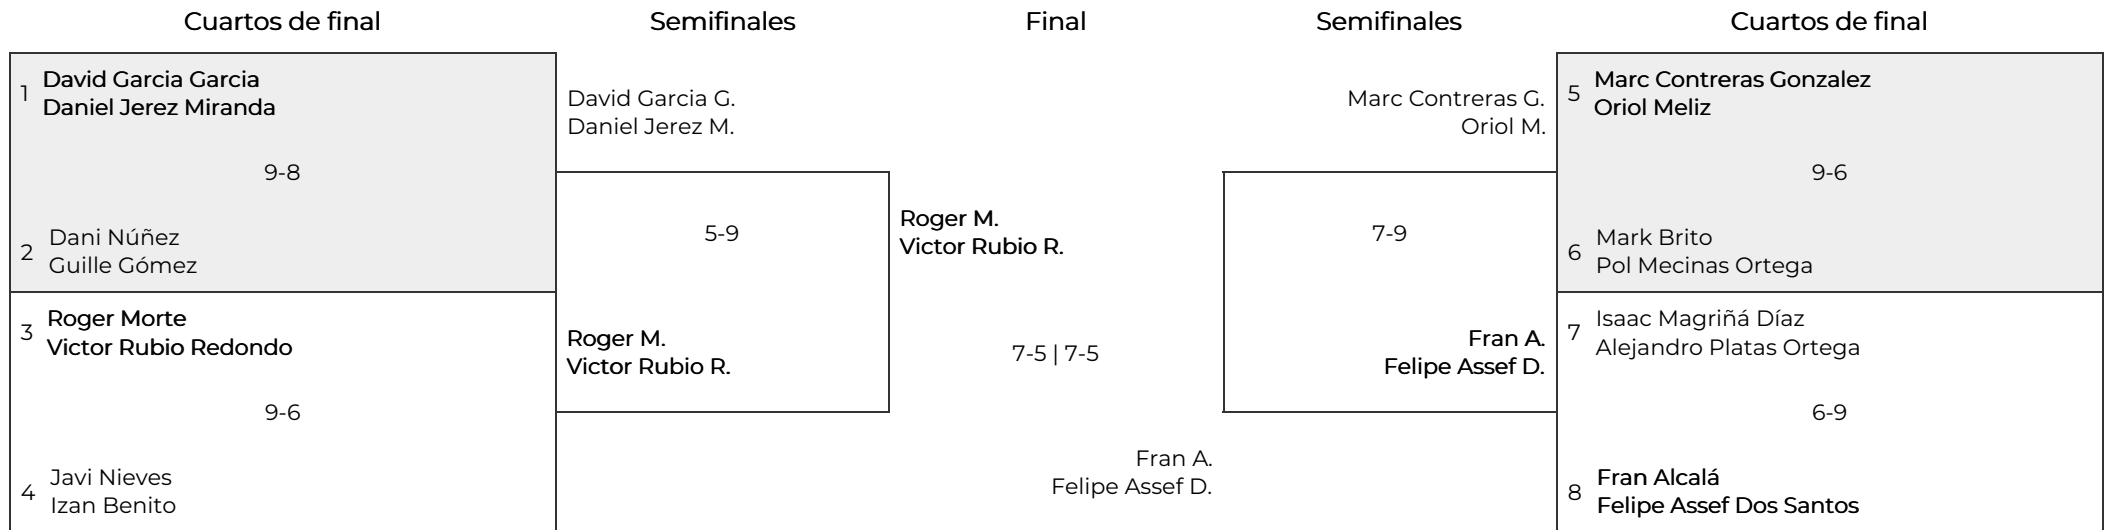 Cuartos de final
Semifinales
Final
Semifinales
Cuartos de final
1
David Garcia Garcia
Daniel Jerez Miranda
9-8
2
Dani Núñez
Guille Gómez
3
Roger Morte
Victor Rubio Redondo
9-6
4
Javi Nieves
Izan Benito
David Garcia G.
Daniel Jerez M.
5-9
Roger M.
Victor Rubio R.
Roger M.
Victor Rubio R.
7-5 | 7-5
Fran A.
Felipe Assef D.
Marc Contreras G.
Oriol M.
7-9
Fran A.
Felipe Assef D.
5
Marc Contreras Gonzalez
Oriol Meliz
9-6
6
Mark Brito
Pol Mecinas Ortega
7
Isaac Magriñá Díaz
Alejandro Platas Ortega
6-9
8
Fran Alcalá
Felipe Assef Dos Santos